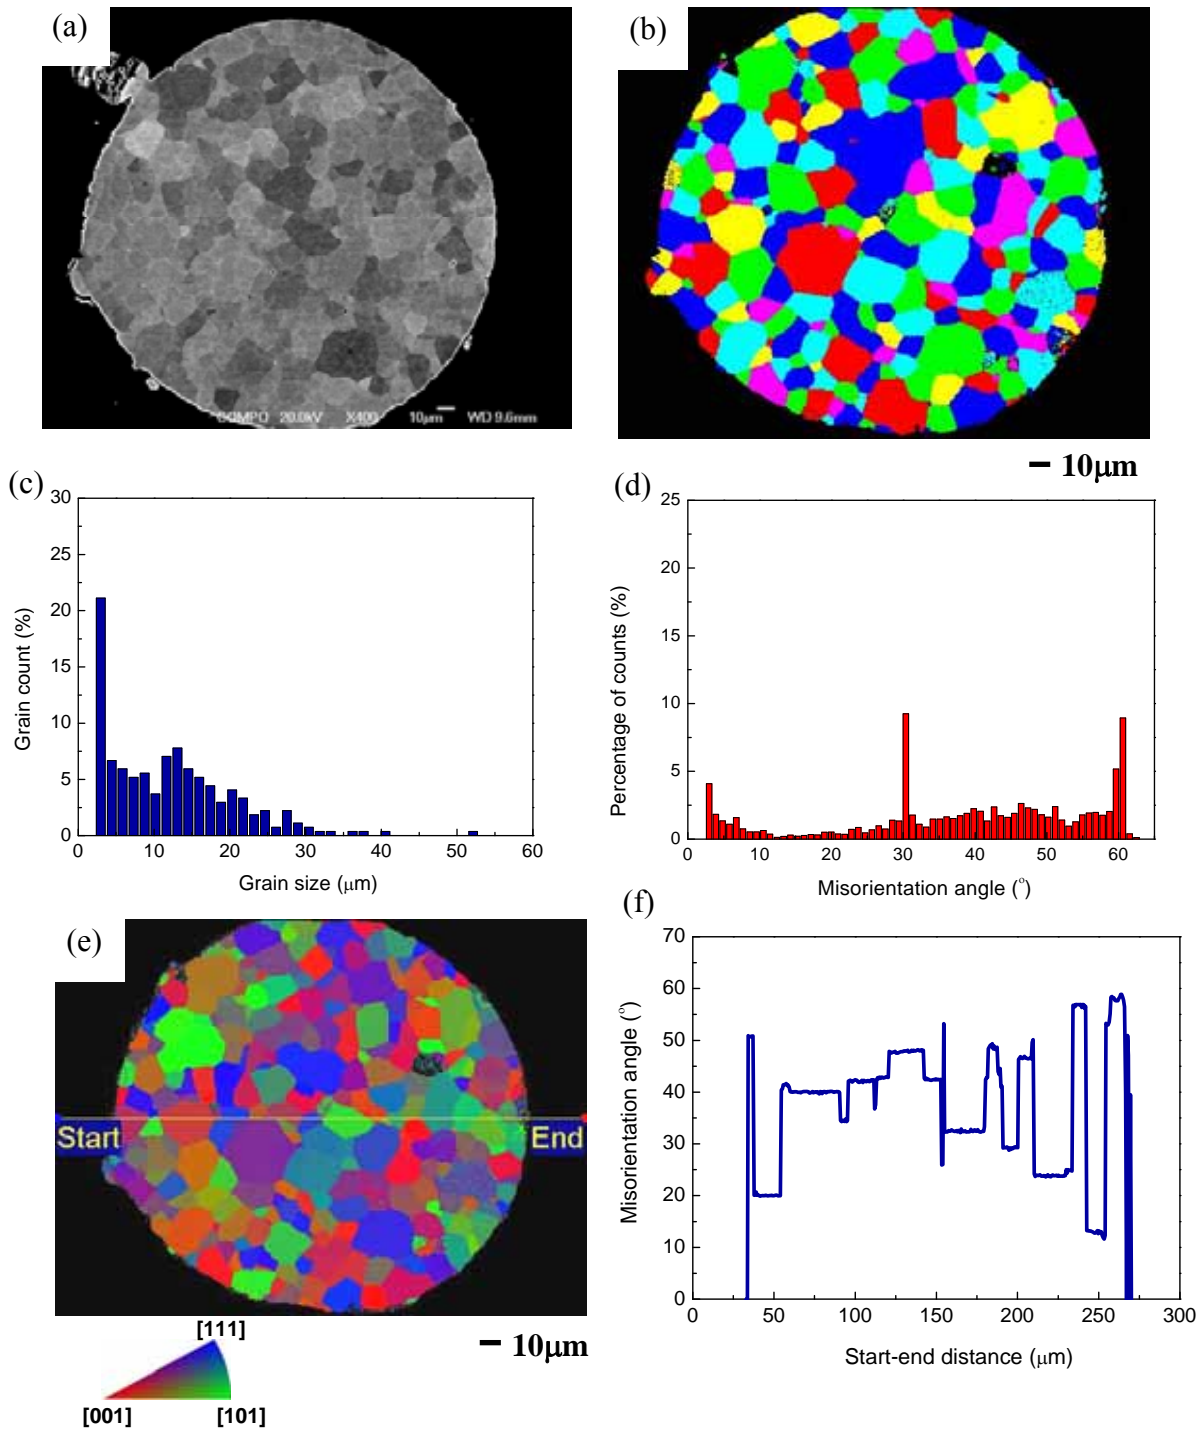 (a)
COMPO 20.0kV X400 10μm WD 9.6mm
(b)
10μm
(c)
30
25
20
15
10
5
0
0 10 20 30 40 50 60
Grain count (%)
Grain size (μm)
(d)
25
20
15
10
5
0
0 10 20 30 40 50 60
Percentage of counts (%)
Misorientation angle (°)
(e)
Start
End
10μm
[111]
[001]
[101]
(f)
70
60
50
40
30
20
10
0
0 50 100 150 200 250 300
Misorientation angle (°)
Start-end distance (μm)